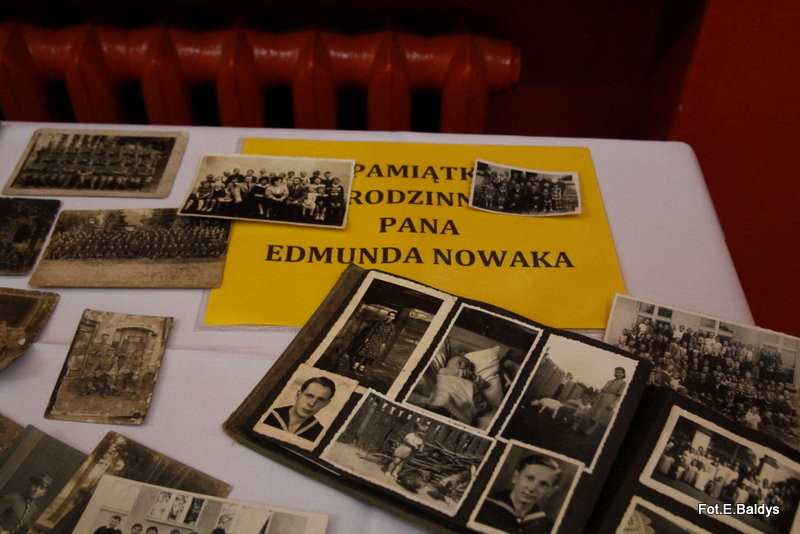 PAMIĄTK
RODZINN
PANA
EDMUNDA NOWAKA
Fot.E.Baldys